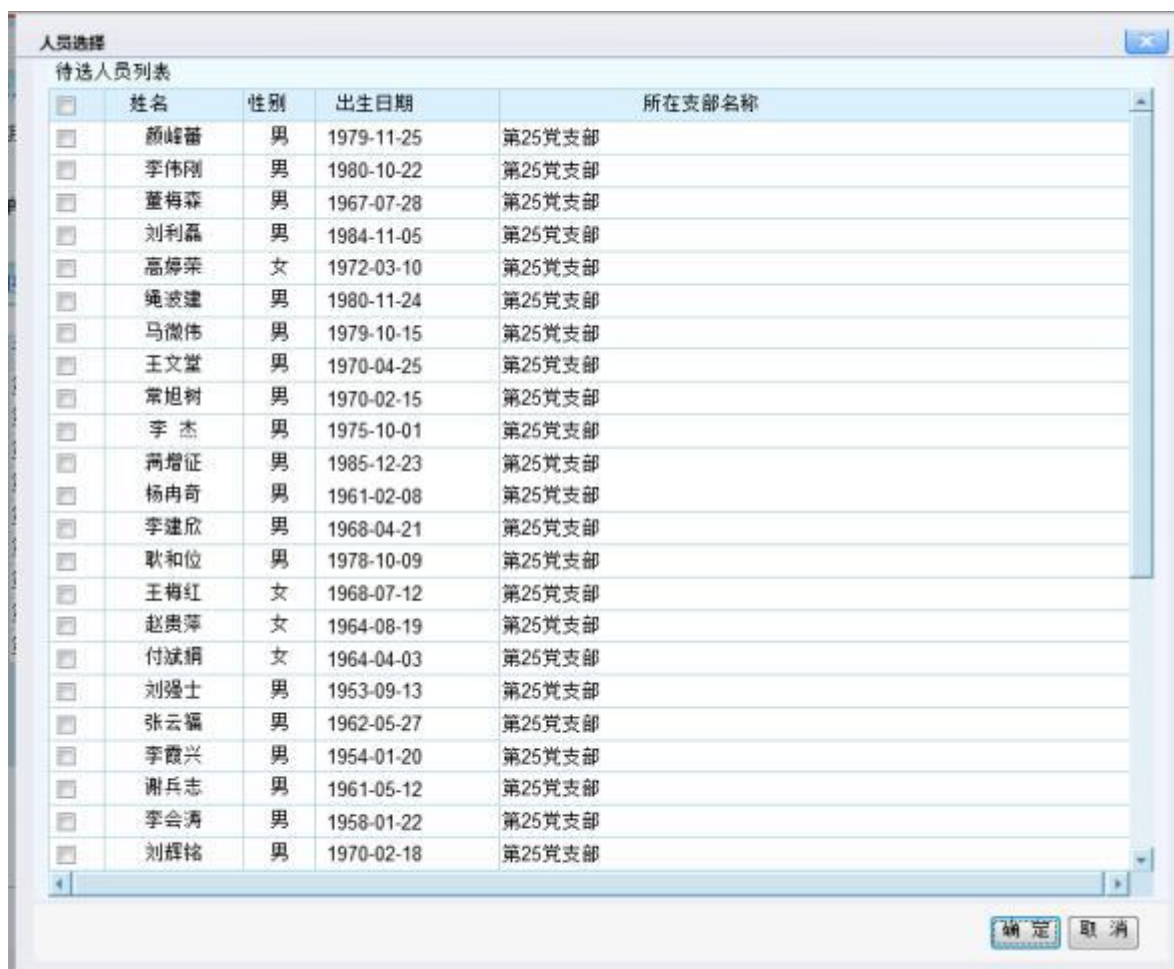 人员选择
待选人员列表
姓名 性别 出生日期 所在支部名称
颜峰蕃 男 1979-11-25 第25党支部
李伟刚 男 1980-10-22 第25党支部
董梅森 男 1967-07-28 第25党支部
刘利磊 男 1984-11-05 第25党支部
高婷荣 女 1972-03-10 第25党支部
绳波建 男 1980-11-24 第25党支部
马微伟 男 1979-10-15 第25党支部
王文堂 男 1970-04-25 第25党支部
常旭树 男 1970-02-15 第25党支部
李 杰 男 1975-10-01 第25党支部
满增征 男 1985-12-23 第25党支部
杨冉奇 男 1961-02-08 第25党支部
李建欣 男 1968-04-21 第25党支部
耿和位 男 1978-10-09 第25党支部
王梅红 女 1968-07-12 第25党支部
赵贵萍 女 1964-08-19 第25党支部
付斌娟 女 1964-04-03 第25党支部
刘强士 男 1953-09-13 第25党支部
张云福 男 1962-05-27 第25党支部
李霞兴 男 1954-01-20 第25党支部
谢兵志 男 1961-05-12 第25党支部
李会涛 男 1958-01-22 第25党支部
刘辉铭 男 1970-02-18 第25党支部
确 定 取 消